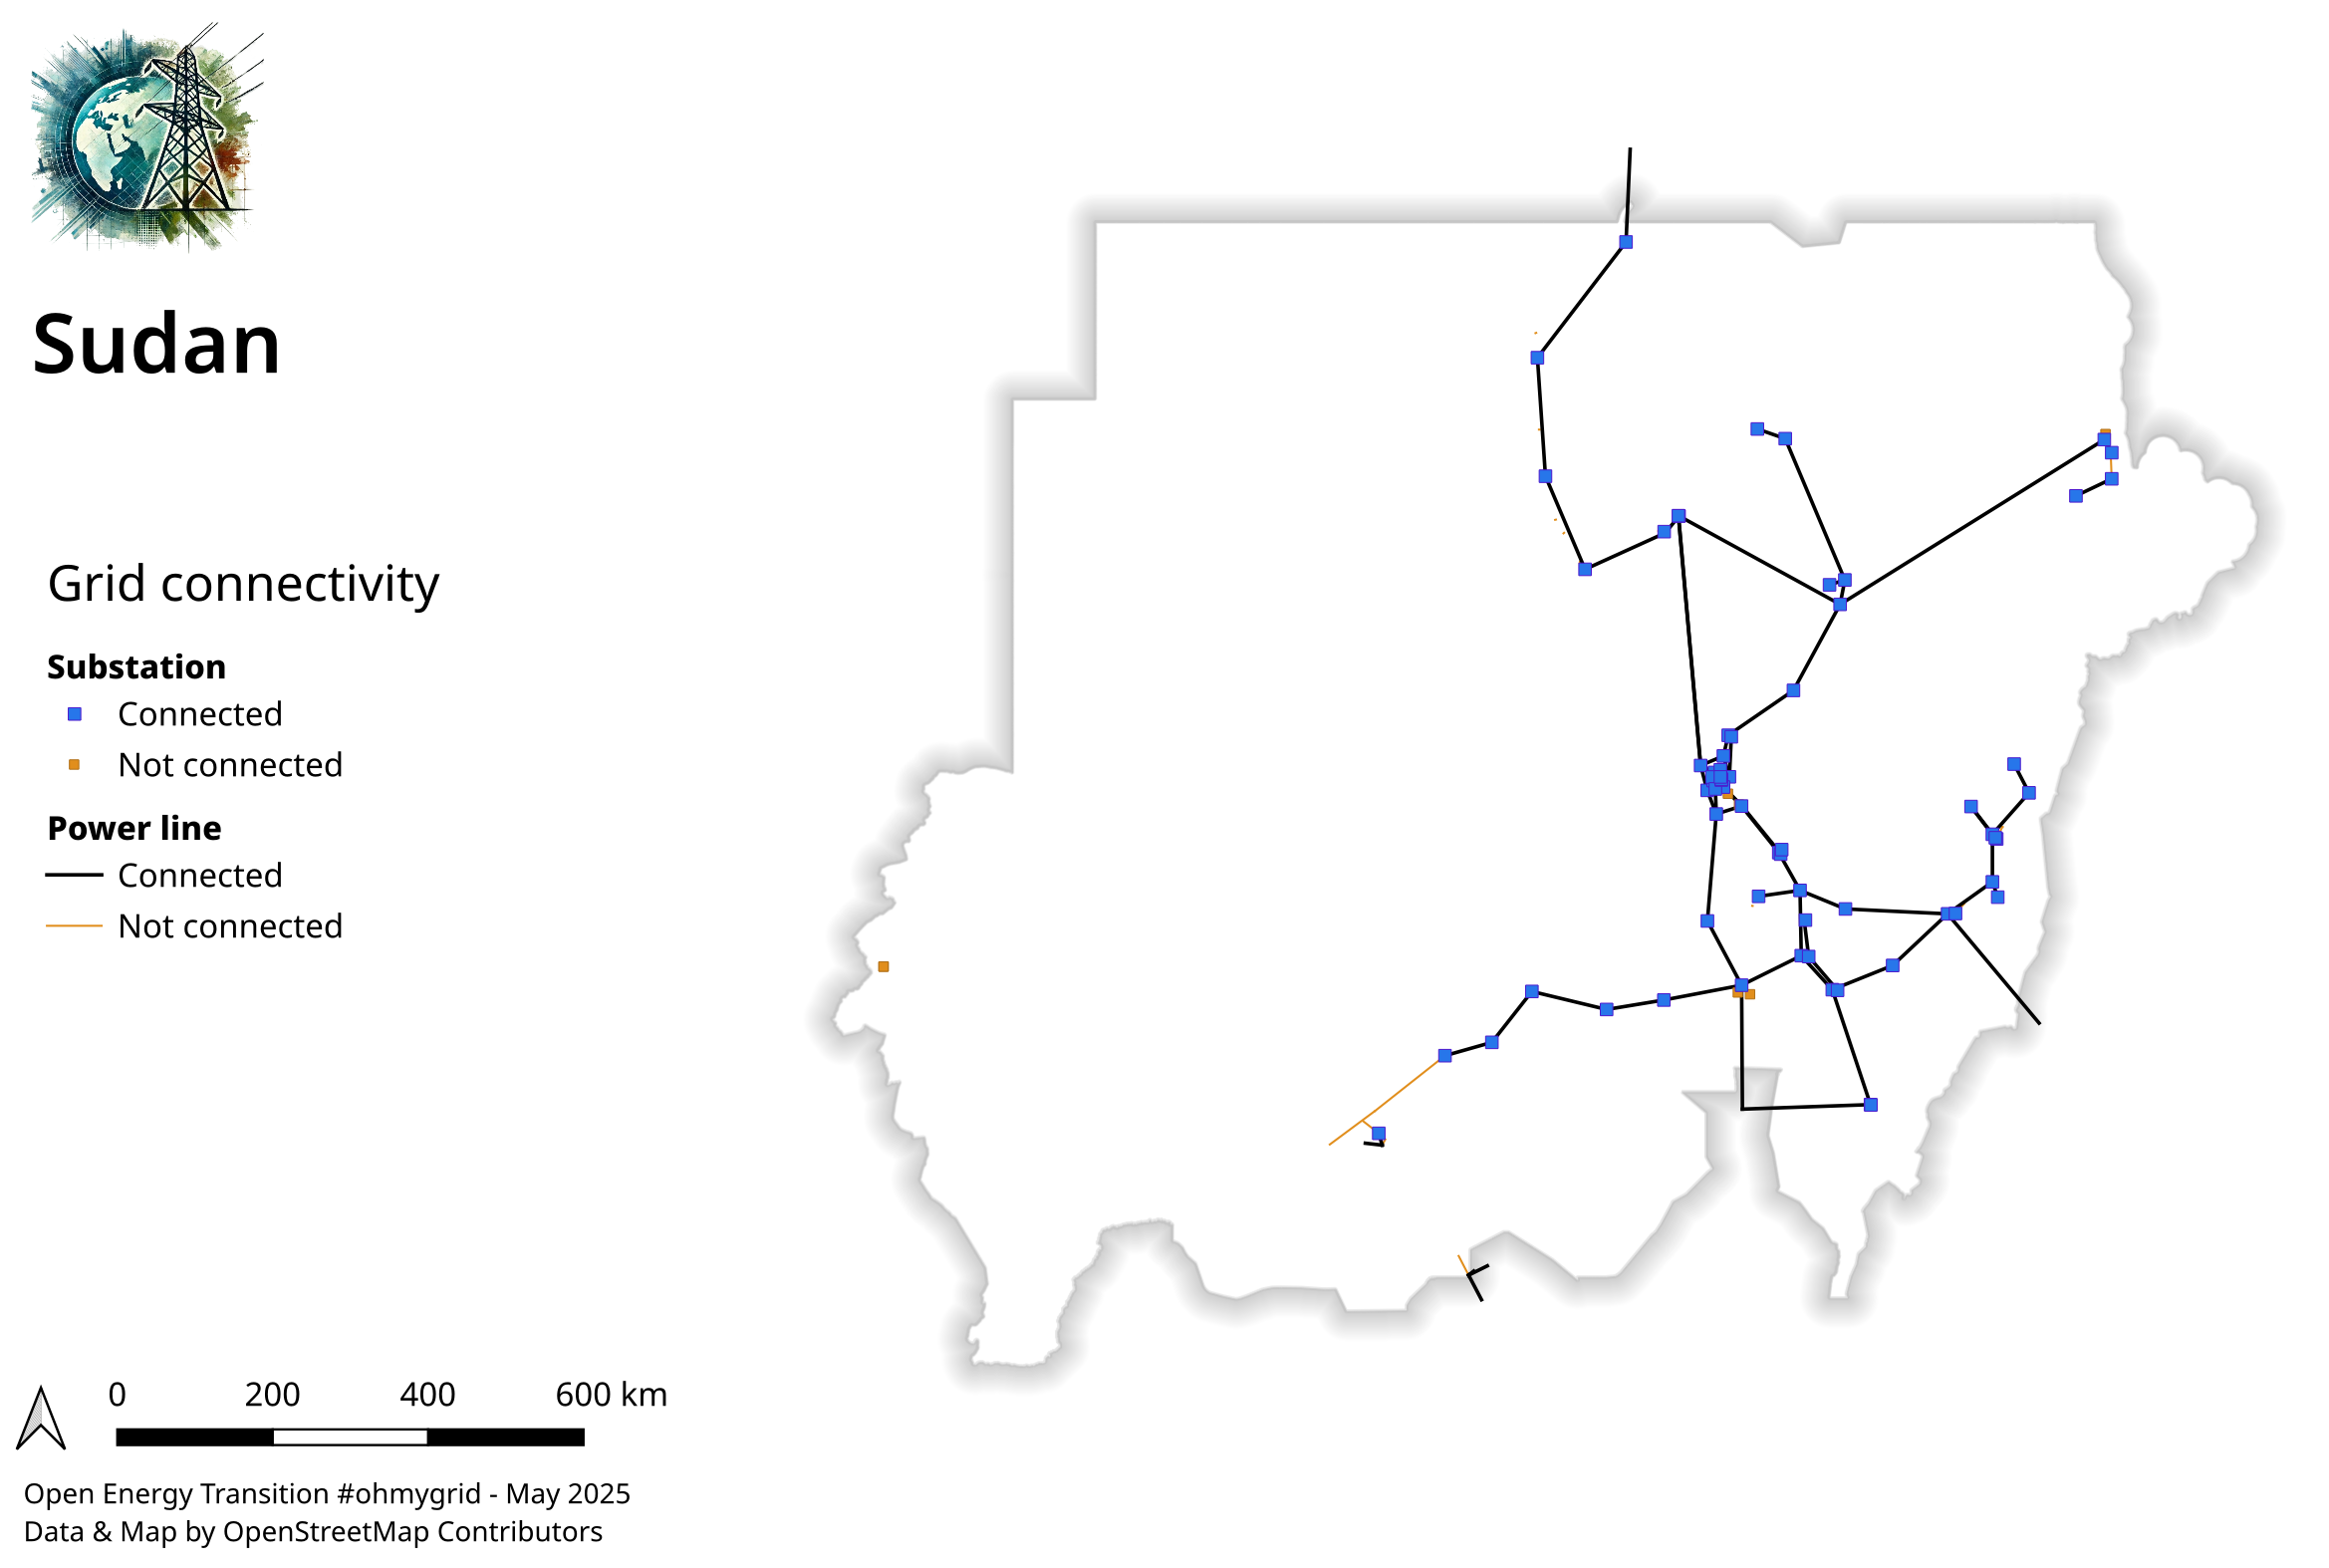 Sudan
Grid connectivity
Substation
Connected
Not connected
Power line
Connected
Not connected
0 200 400 600 km
Open Energy Transition #ohmygrid - May 2025
Data & Map by OpenStreetMap Contributors